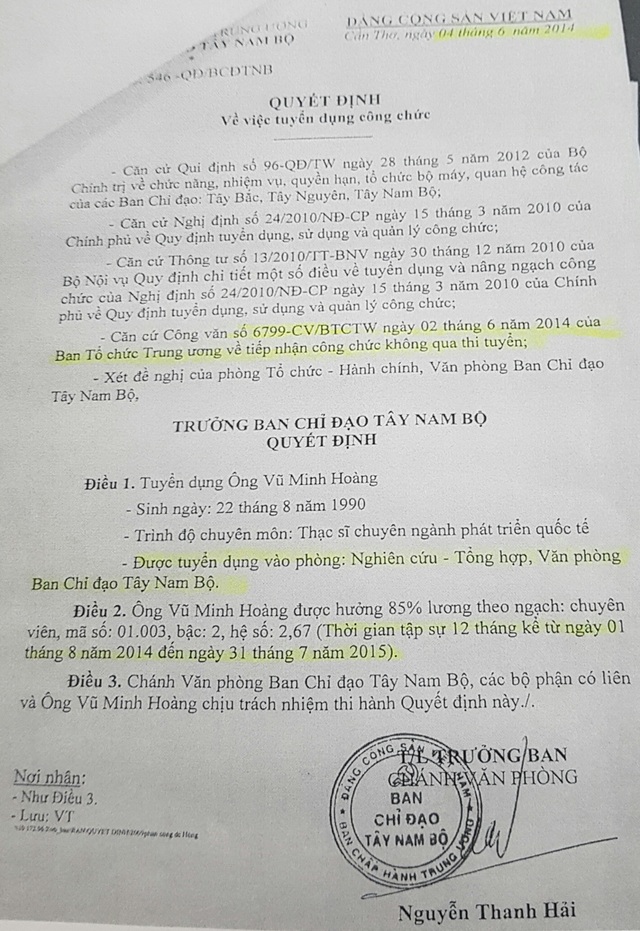 TRUNG ƯƠNG
TÂY NAM BỘ
ĐẢNG CỘNG SẢN VIỆT NAM
Cần Thơ, ngày 04 tháng 6 năm 2014
546 -QĐ/BCĐTNB
QUYẾT ĐỊNH
Về việc tuyển dụng công chức
- Căn cứ Qui định số 96-QĐ/TW ngày 28 tháng 5 năm 2012 của Bộ
Chính trị về chức năng, nhiệm vụ, quyền hạn, tổ chức bộ máy, quan hệ công tác
của các Ban Chỉ đạo: Tây Bắc, Tây Nguyên, Tây Nam Bộ;
- Căn cứ Nghị định số 24/2010/NĐ-CP ngày 15 tháng 3 năm 2010 của
Chính phủ về Quy định tuyển dụng, sử dụng và quản lý công chức;
- Căn cứ Thông tư số 13/2010/TT-BNV ngày 30 tháng 12 năm 2010 của
Bộ Nội vụ Quy định chi tiết một số điều về tuyển dụng và nâng ngạch công
chức của Nghị định số 24/2010/NĐ-CP ngày 15 tháng 3 năm 2010 của Chính
phủ về Quy định tuyển dụng, sử dụng và quản lý công chức;
- Căn cứ Công văn số 6799-CV/BTCTW ngày 02 tháng 6 năm 2014 của
Ban Tổ chức Trung ương về tiếp nhận công chức không qua thi tuyển;
- Xét đề nghị của phòng Tổ chức - Hành chính, Văn phòng Ban Chỉ đạo
Tây Nam Bộ,
TRƯỞNG BAN CHỈ ĐẠO TÂY NAM BỘ
QUYẾT ĐỊNH
Điều 1. Tuyển dụng Ông Vũ Minh Hoàng
- Sinh ngày: 22 tháng 8 năm 1990
- Trình độ chuyên môn: Thạc sĩ chuyên ngành phát triển quốc tế
- Được tuyển dụng vào phòng: Nghiên cứu - Tổng hợp, Văn phòng
Ban Chỉ đạo Tây Nam Bộ.
Điều 2. Ông Vũ Minh Hoàng được hưởng 85% lương theo ngạch: chuyên
viên, mã số: 01.003, bậc: 2, hệ số: 2,67 (Thời gian tập sự 12 tháng kể từ ngày 01
tháng 8 năm 2014 đến ngày 31 tháng 7 năm 2015).
Điều 3. Chánh Văn phòng Ban Chỉ đạo Tây Nam Bộ, các bộ phận có liên
và Ông Vũ Minh Hoàng chịu trách nhiệm thi hành Quyết định này./.
T/L TRƯỞNG BAN
CHÁNH VĂN PHÒNG
Nơi nhận:
- Như Điều 3.
- Lưu: VT
ĐẢNG CỘNG SẢN VIỆT NAM
BAN
CHỈ ĐẠO
TÂY NAM BỘ
BAN CHẤP HÀNH TRUNG ƯƠNG
Nguyễn Thanh Hải